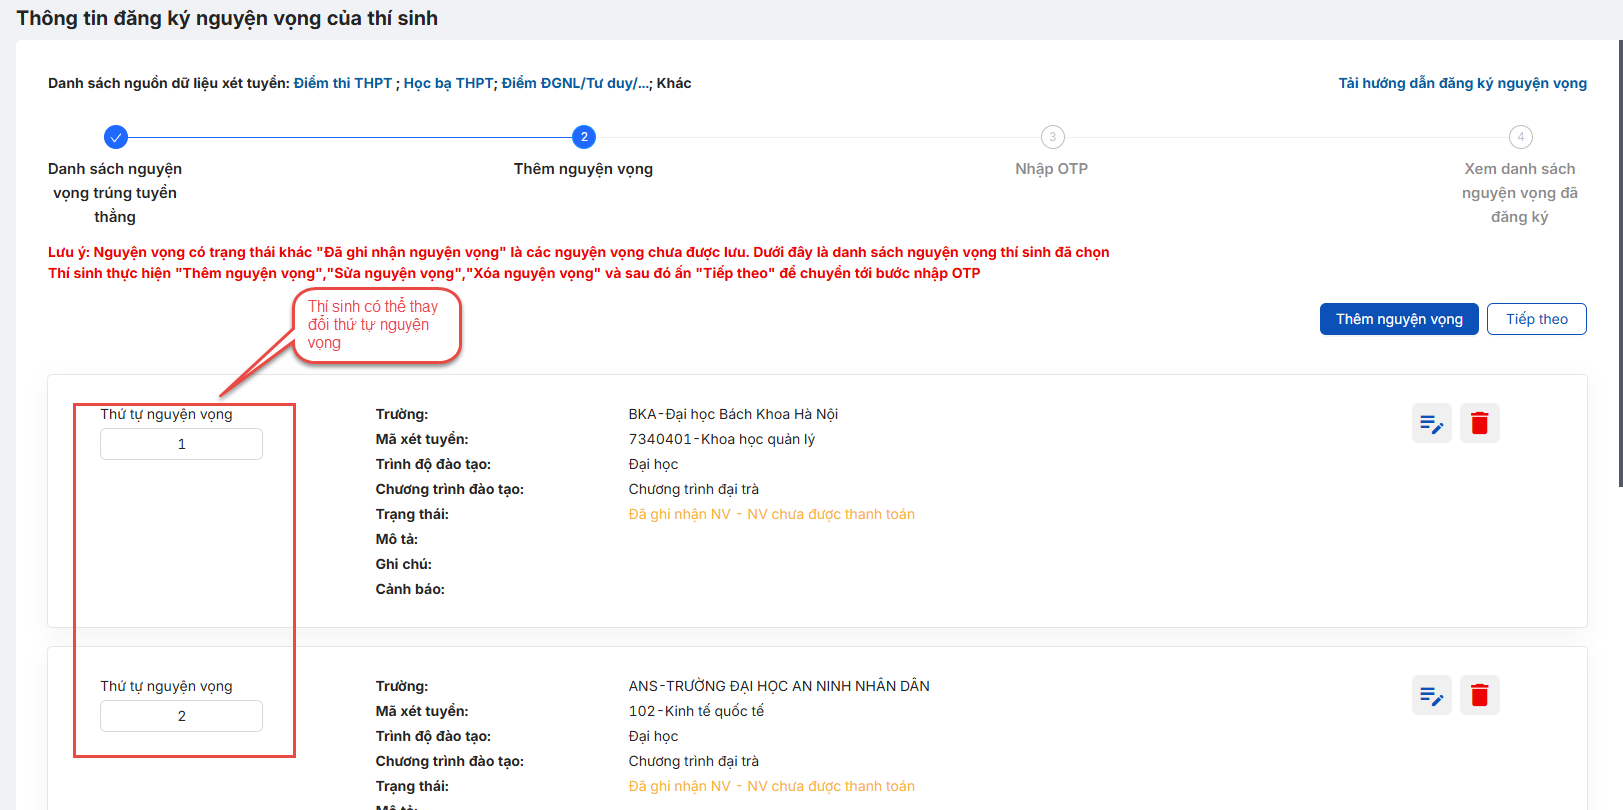 Thông tin đăng ký nguyện vọng của thí sinh
Danh sách nguồn dữ liệu xét tuyển: Điểm thi THPT ; Học bạ THPT; Điểm ĐGNL/Tư duy/...; Khác
Tải hướng dẫn đăng ký nguyện vọng
2
3
4
Danh sách nguyện
vọng trúng tuyển
thẳng
Thêm nguyện vọng
Nhập OTP
Xem danh sách
nguyện vọng đã
đăng ký
Lưu ý: Nguyện vọng có trạng thái khác "Đã ghi nhận nguyện vọng" là các nguyện vọng chưa được lưu. Dưới đây là danh sách nguyện vọng thí sinh đã chọn
Thí sinh thực hiện "Thêm nguyện vọng","Sửa nguyện vọng","Xóa nguyện vọng" và sau đó ấn "Tiếp theo" để chuyển tới bước nhập OTP
Thí sinh có thể thay
đổi thứ tự nguyện
vọng
Thêm nguyện vọng
Tiếp theo
Thứ tự nguyện vọng
1
Trường: BKA-Đại học Bách Khoa Hà Nội
Mã xét tuyển: 7340401-Khoa học quản lý
Trình độ đào tạo: Đại học
Chương trình đào tạo: Chương trình đại trà
Trạng thái: Đã ghi nhận NV - NV chưa được thanh toán
Mô tả:
Ghi chú:
Cảnh báo:
Thứ tự nguyện vọng
2
Trường: ANS-TRƯỜNG ĐẠI HỌC AN NINH NHÂN DÂN
Mã xét tuyển: 102-Kinh tế quốc tế
Trình độ đào tạo: Đại học
Chương trình đào tạo: Chương trình đại trà
Trạng thái: Đã ghi nhận NV - NV chưa được thanh toán
Mô tả: